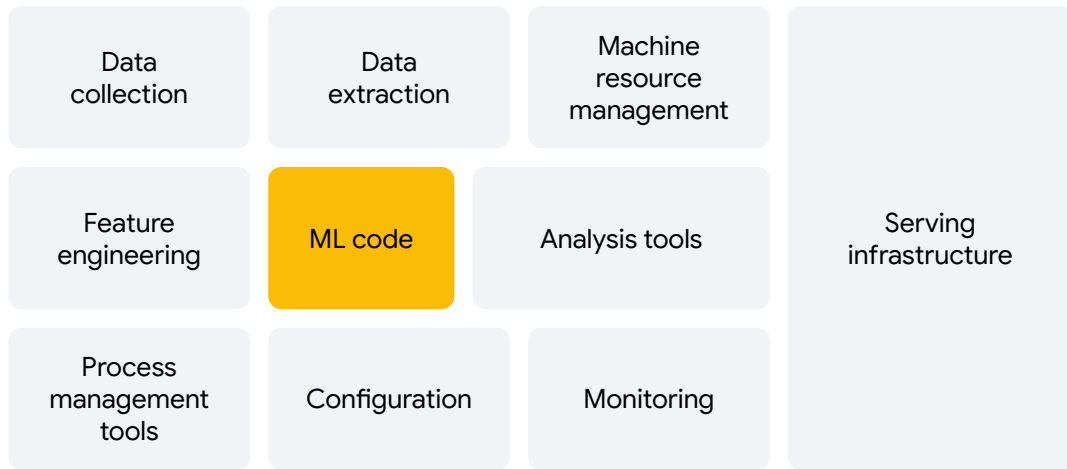 Data
collection
Data
extraction
Machine
resource
management
Feature
engineering
ML code
Analysis tools
Serving
infrastructure
Process
management
tools
Configuration
Monitoring